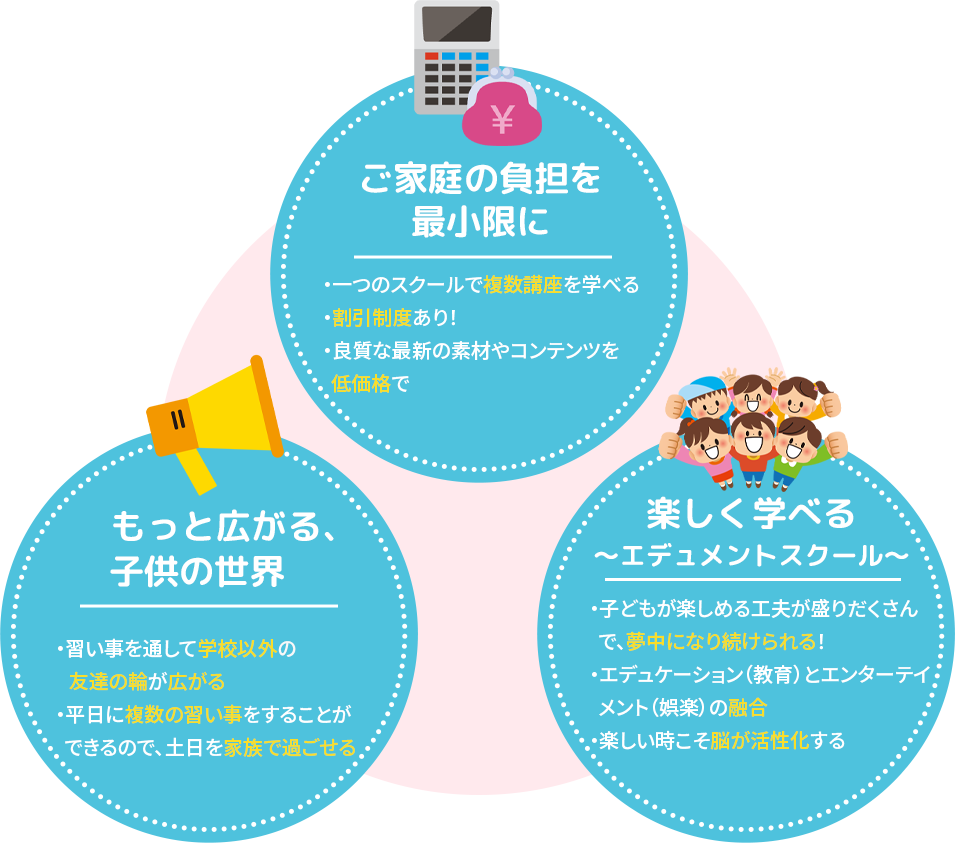 ¥
ご家庭の負担を
最小限に
・一つのスクールで複数講座を学べる
・割引制度あり!
・良質な最新の素材やコンテンツを
低価格で
もっと広がる、
子供の世界
・習い事を通して学校以外の
友達の輪が広がる
・平日に複数の習い事をすることが
できるので、土日を家族で過ごせる
楽しく学べる
〜エデュメントスクール〜
・子どもが楽しめる工夫が盛りだくさん
で、夢中になり続けられる!
・エデュケーション(教育)とエンターテイ
メント(娯楽)の融合
・楽しい時こそ脳が活性化する